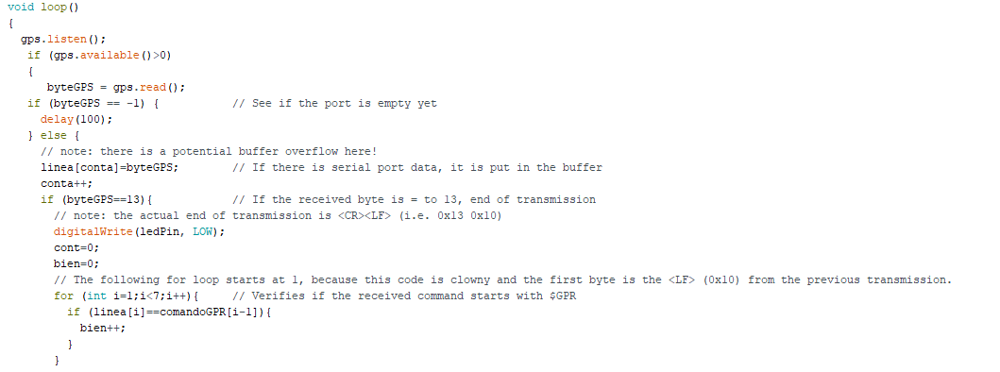 void loop()
{
  gps.listen();
   if (gps.available()>0)
   {
      byteGPS = gps.read();
   if (byteGPS == -1) {           // See if the port is empty yet
     delay(100);
   } else {
     // note: there is a potential buffer overflow here!
     linea[conta]=byteGPS;        // If there is serial port data, it is put in the buffer
     conta++;
     if (byteGPS==13){            // If the received byte is = to 13, end of transmission
       // note: the actual end of transmission is <CR><LF> (i.e. 0x13 0x10)
       digitalWrite(ledPin, LOW);
       cont=0;
       bien=0;
       // The following for loop starts at 1, because this code is clowny and the first byte is the <LF> (0x10) from the previous transmission.
       for (int i=1;i<7;i++){     // Verifies if the received command starts with $GPR
         if (linea[i]==comandoGPR[i-1]){
           bien++;
         }
       }